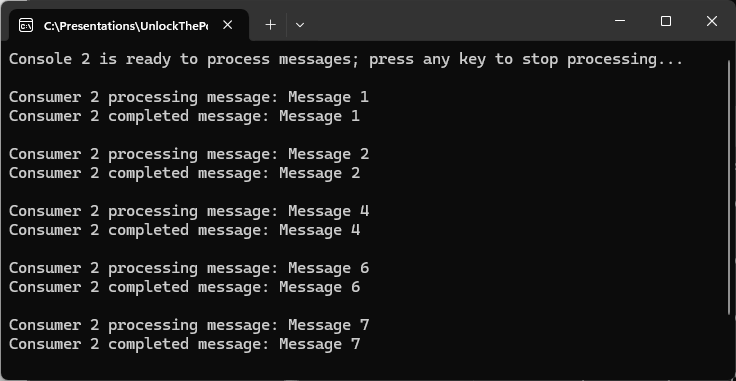 C:\Presentations\UnlockThePo
Console 2 is ready to process messages; press any key to stop processing...
Consumer 2 processing message: Message 1
Consumer 2 completed message: Message 1
Consumer 2 processing message: Message 2
Consumer 2 completed message: Message 2
Consumer 2 processing message: Message 4
Consumer 2 completed message: Message 4
Consumer 2 processing message: Message 6
Consumer 2 completed message: Message 6
Consumer 2 processing message: Message 7
Consumer 2 completed message: Message 7